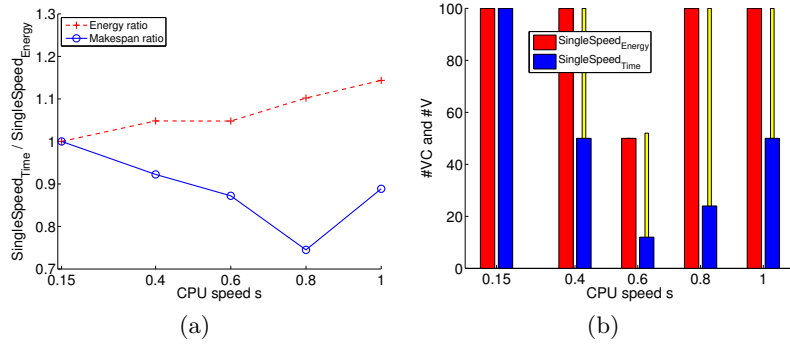 1.3
1.2
1.1
1
0.9
0.8
0.7
SingleSpeed_Time / SingleSpeed_Energy
Energy ratio
Makespan ratio
0.15 0.4 0.6 0.8 1
CPU speed s
(a)
100
80
60
40
20
0
#VC and #V
SingleSpeed_Energy
SingleSpeed_Time
0.15 0.4 0.6 0.8 1
CPU speed s
(b)